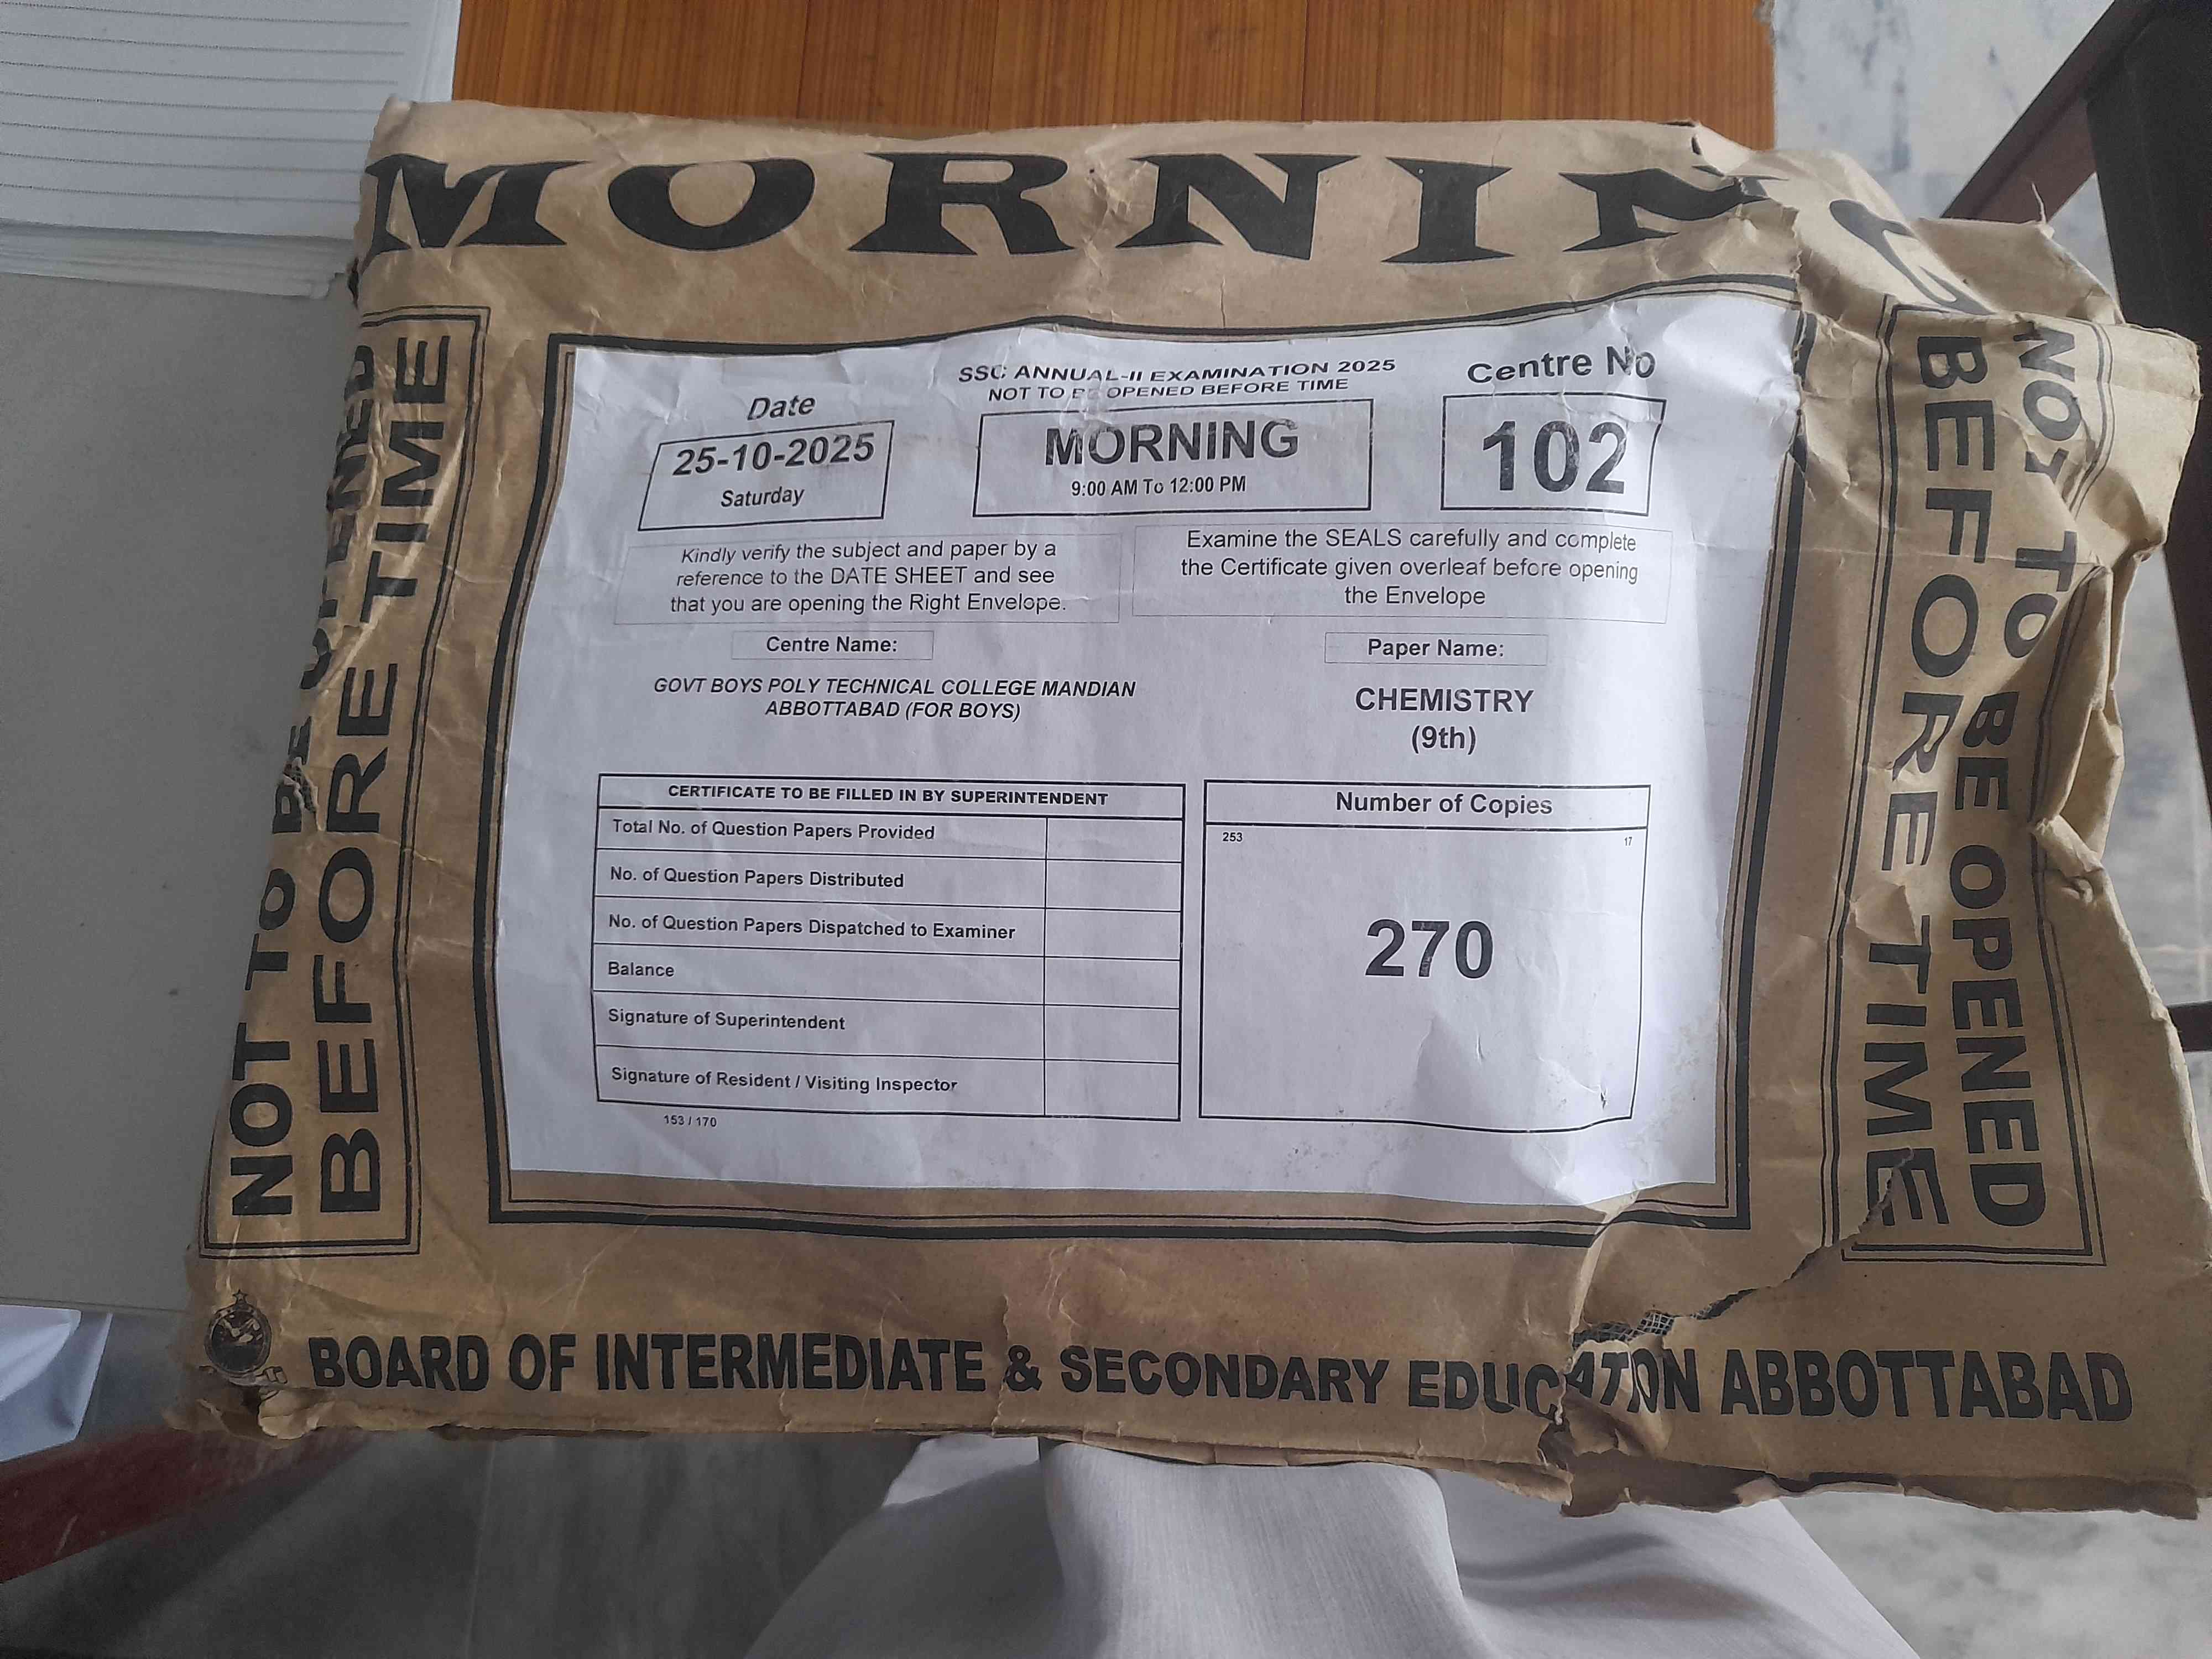 MORNING
SSC ANNUAL-II EXAMINATION 2025
NOT TO BE OPENED BEFORE TIME
Date
25-10-2025
Saturday
MORNING
9:00 AM To 12:00 PM
Centre No
102
Kindly verify the subject and paper by a
reference to the DATE SHEET and see
that you are opening the Right Envelope.
Examine the SEALS carefully and complete
the Certificate given overleaf before opening
the Envelope
Centre Name:
GOVT BOYS POLY TECHNICAL COLLEGE MANDIAN
ABBOTTABAD (FOR BOYS)
Paper Name:
CHEMISTRY
(9th)
CERTIFICATE TO BE FILLED IN BY SUPERINTENDENT
Total No. of Question Papers Provided
No. of Question Papers Distributed
No. of Question Papers Dispatched to Examiner
Balance
Signature of Superintendent
Signature of Resident / Visiting Inspector
153 / 170
Number of Copies
253
17
270
NOT TO BE OPENED
BEFORE TIME
NOT TO BE OPENED
BEFORE TIME
BOARD OF INTERMEDIATE & SECONDARY EDUCATION ABBOTTABAD